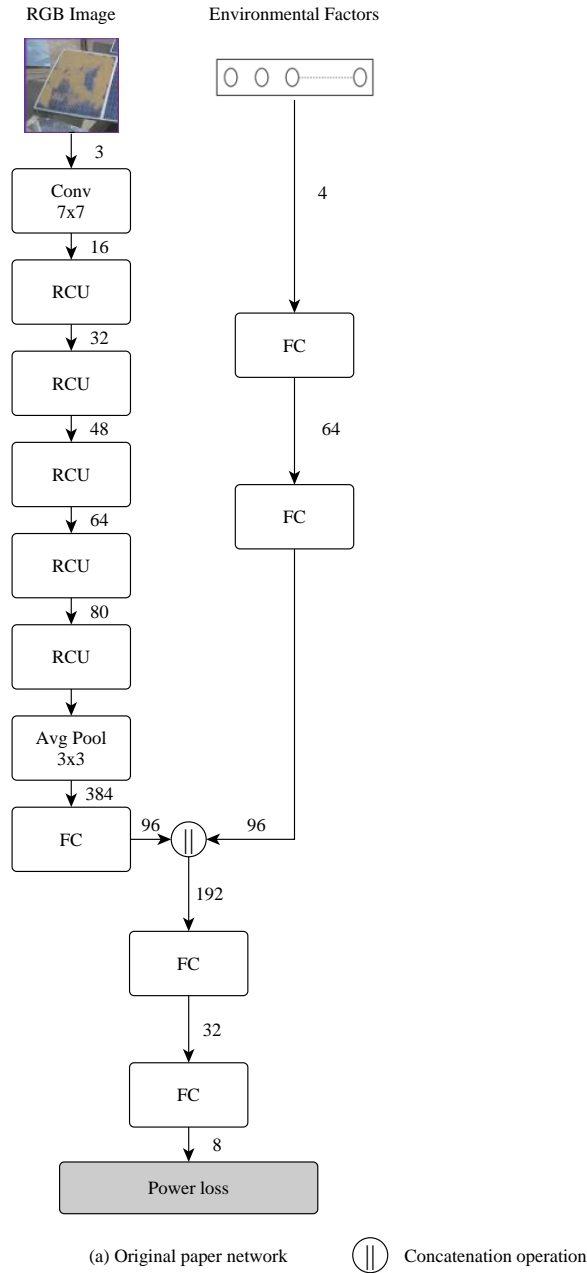 RGB Image
Environmental Factors
3
Conv
7x7
16
RCU
32
RCU
48
RCU
64
RCU
80
RCU
Avg Pool
3x3
384
FC
96
4
FC
64
FC
96
||
192
FC
32
FC
8
Power loss
(a) Original paper network
|| Concatenation operation